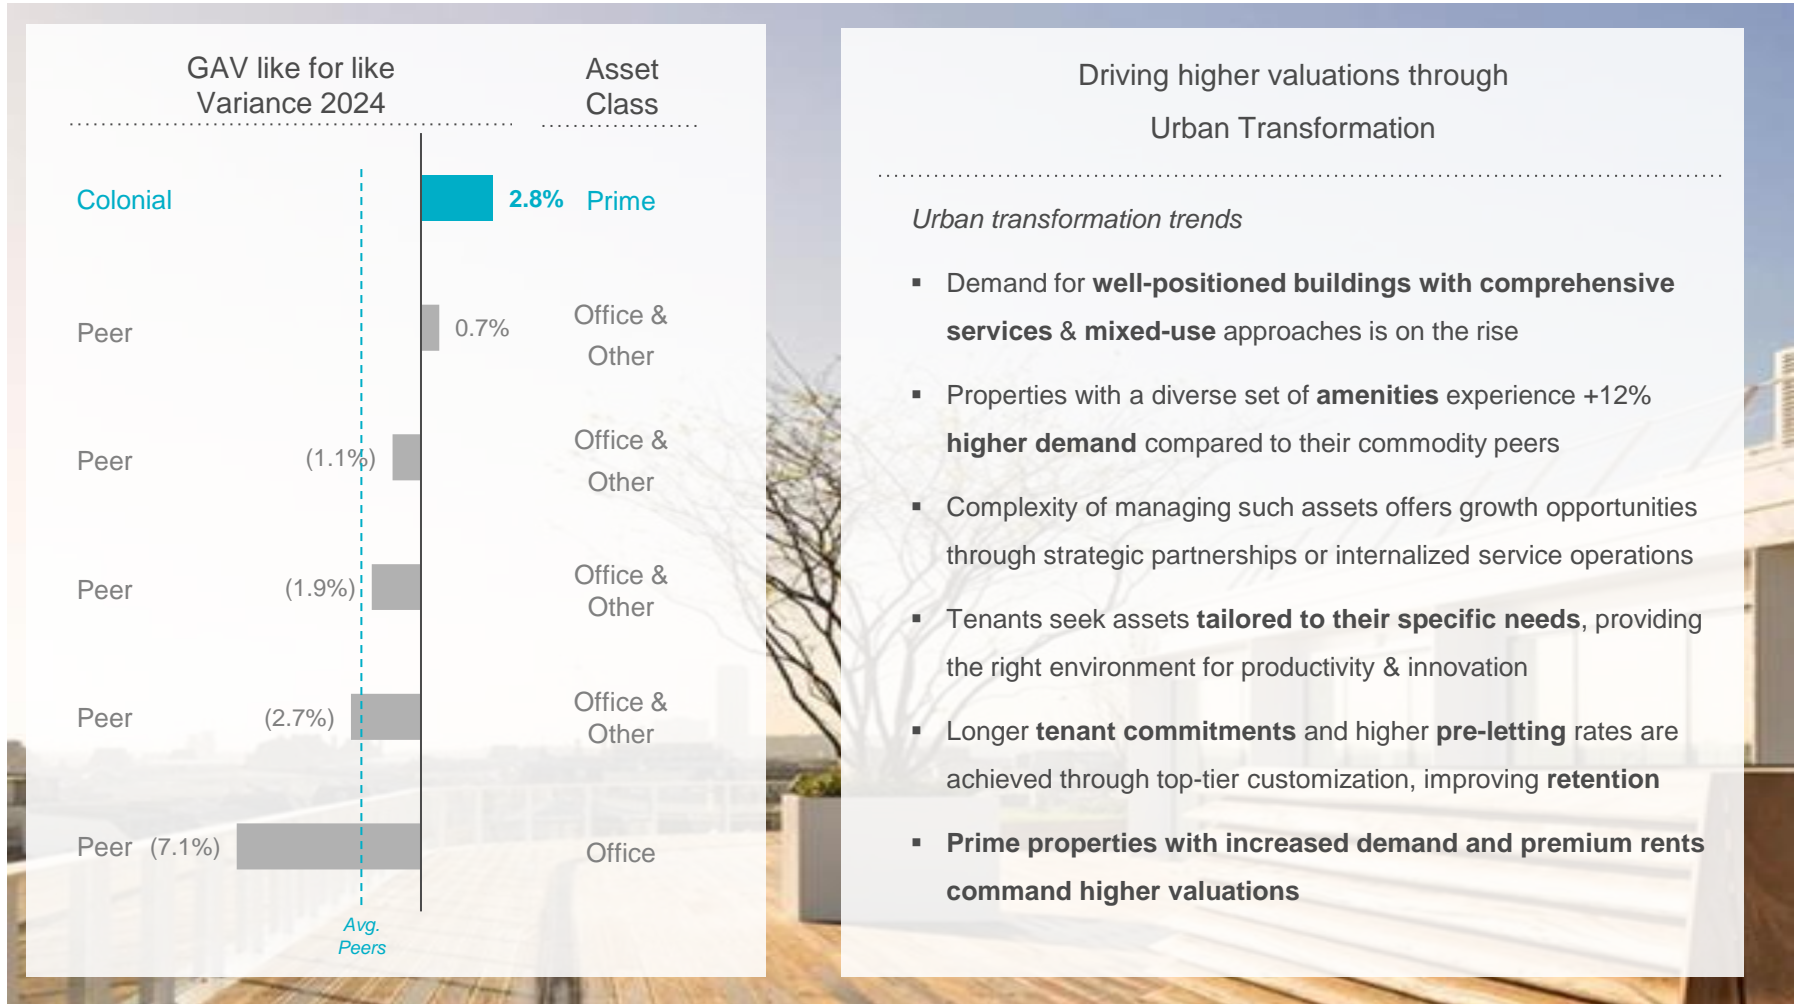 GAV like for like
Variance 2024
Asset
Class
Colonial
2.8%
Prime
Peer
0.7%
Office &
Other
Peer
(1.1%)
Office &
Other
Peer
(1.9%)
Office &
Other
Peer
(2.7%)
Office &
Other
Peer
(7.1%)
Office
Avg.
Peers
Driving higher valuations through
Urban Transformation
Urban transformation trends
▪ Demand for well-positioned buildings with comprehensive
services & mixed-use approaches is on the rise
▪ Properties with a diverse set of amenities experience +12%
higher demand compared to their commodity peers
▪ Complexity of managing such assets offers growth opportunities
through strategic partnerships or internalized service operations
▪ Tenants seek assets tailored to their specific needs, providing
the right environment for productivity & innovation
▪ Longer tenant commitments and higher pre-letting rates are
achieved through top-tier customization, improving retention
▪ Prime properties with increased demand and premium rents
command higher valuations